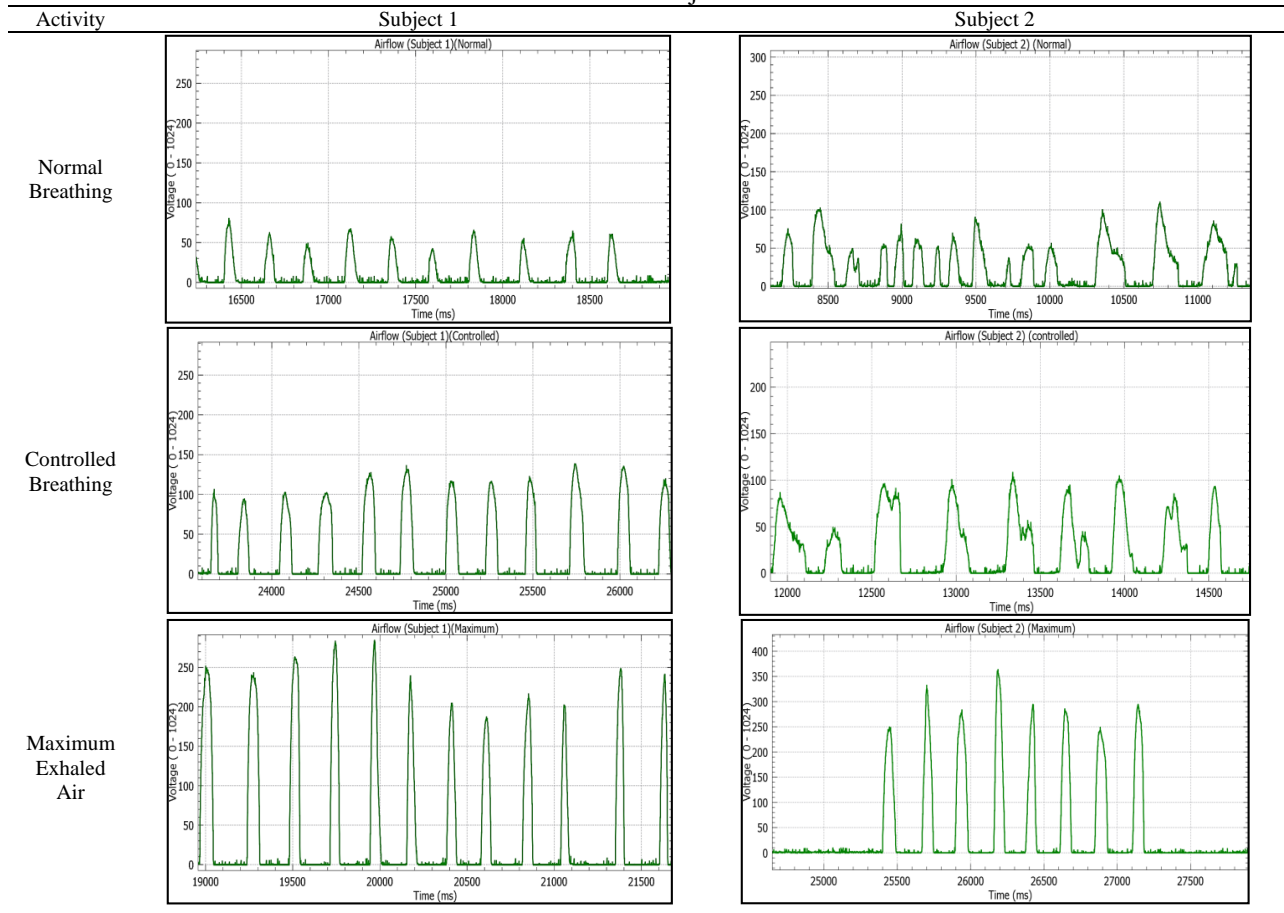 Activity Subject 1 Subject 2
Normal
Breathing
Airflow (Subject 1)(Normal)
Voltage ( 0 - 1024)
250
200
150
100
50
0
16500 17000 17500 18000 18500
Time (ms)
Airflow (Subject 2) (Normal)
Voltage ( 0 - 1024)
300
250
200
150
100
50
0
8500 9000 9500 10000 10500 11000
Time (ms)
Controlled
Breathing
Airflow (Subject 1)(Controlled)
Voltage ( 0 - 1024)
250
200
150
100
50
0
24000 24500 25000 25500 26000
Time (ms)
Airflow (Subject 2) (controlled)
Voltage ( 0 - 1024)
200
150
100
50
0
12000 12500 13000 13500 14000 14500
Time (ms)
Maximum
Exhaled
Air
Airflow (Subject 1)(Maximum)
Voltage ( 0 - 1024)
250
200
150
100
50
0
19000 19500 20000 20500 21000 21500
Time (ms)
Airflow (Subject 2) (Maximum)
Voltage ( 0 - 1024)
400
350
300
250
200
150
100
50
0
25000 25500 26000 26500 27000 27500
Time (ms)